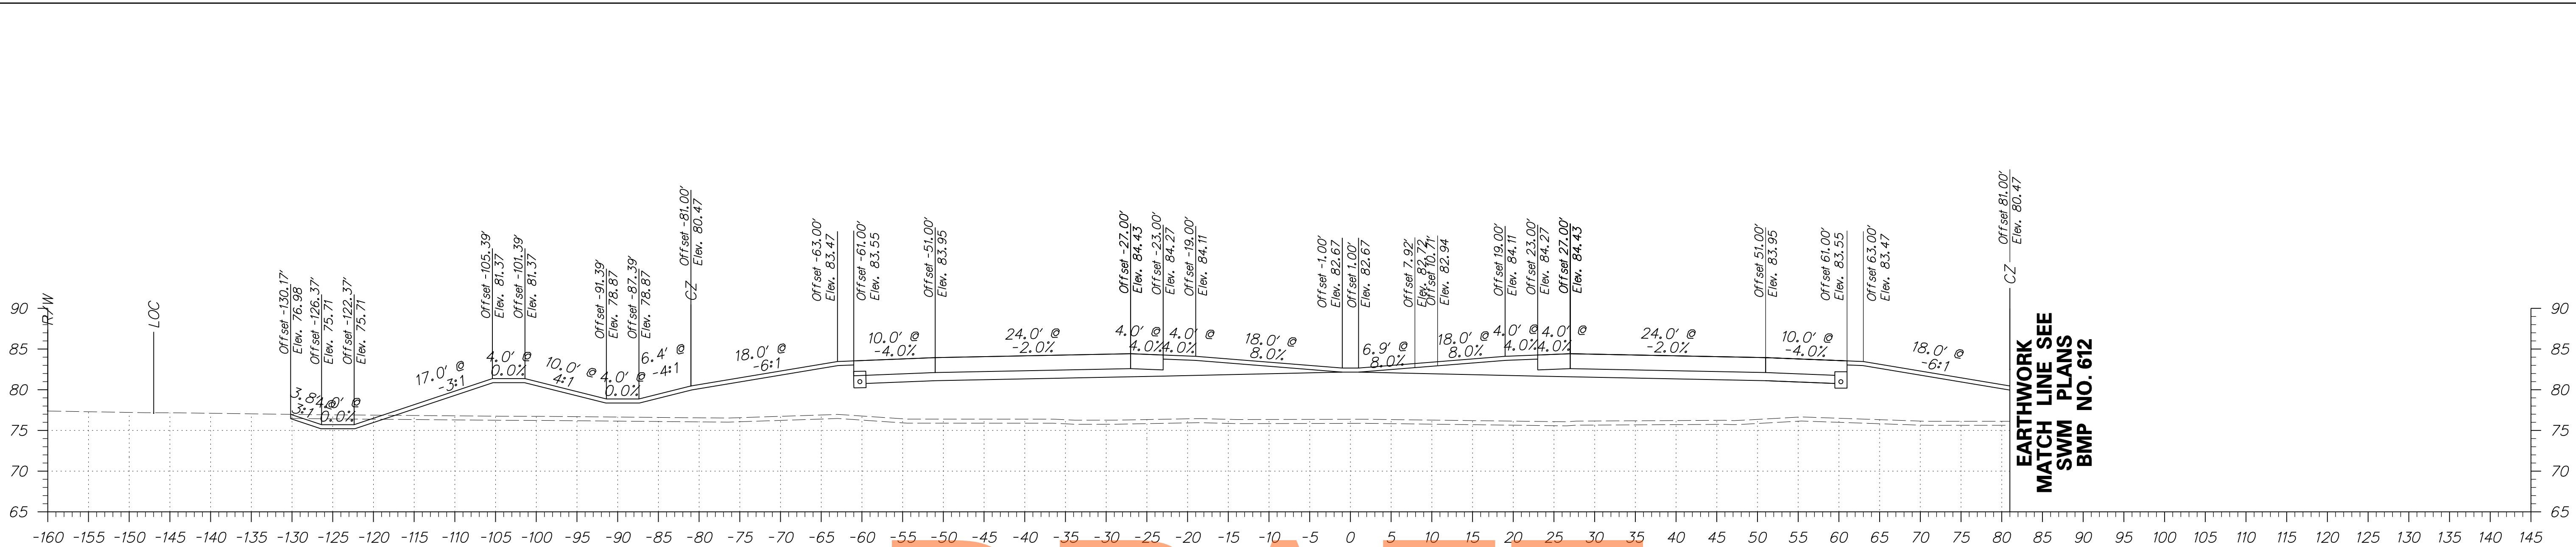 R/W
LOC
Offset -130.17'
Elev. 76.98
Offset -126.37'
Elev. 75.71
Offset -122.37'
Elev. 75.71
Offset -105.39'
Elev. 81.37
Offset -101.39'
Elev. 81.37
Offset -91.39'
Elev. 78.87
Offset -87.39'
Elev. 78.87
CZ
Offset -81.00'
Elev. 80.47
Offset -63.00'
Elev. 83.47
Offset -61.00'
Elev. 83.55
Offset -51.00'
Elev. 83.95
Offset -27.00'
Elev. 84.43
Offset -23.00'
Elev. 84.27
Offset -19.00'
Elev. 84.11
Offset -1.00'
Elev. 82.67
Offset 1.00'
Elev. 82.67
Offset 7.92'
Elev. 82.72
Offset 10.71'
Elev. 82.94
Offset 19.00'
Elev. 84.11
Offset 23.00'
Elev. 84.27
Offset 27.00'
Elev. 84.43
Offset 51.00'
Elev. 83.95
Offset 61.00'
Elev. 83.55
Offset 63.00'
Elev. 83.47
CZ
Offset 81.00'
Elev. 80.47
3.8' @
3:1
4.0' @
0.0%
17.0' @
-3:1
4.0' @
0.0%
10.0' @
4:1
4.0' @
0.0%
6.4' @
-4:1
18.0' @
-6:1
10.0' @
-4.0%
24.0' @
-2.0%
4.0' @
4.0%
4.0' @
4.0%
18.0' @
8.0%
6.9' @
8.0%
18.0' @
8.0%
4.0' @
4.0%
4.0' @
4.0%
24.0' @
-2.0%
10.0' @
-4.0%
18.0' @
-6:1
EARTHWORK
MATCH LINE SEE
SWM PLANS
BMP NO. 612
90
85
80
75
70
65
90
85
80
75
70
65
-160 -155 -150 -145 -140 -135 -130 -125 -120 -115 -110 -105 -100 -95 -90 -85 -80 -75 -70 -65 -60 -55 -50 -45 -40 -35 -30 -25 -20 -15 -10 -5 0 5 10 15 20 25 30 35 40 45 50 55 60 65 70 75 80 85 90 95 100 105 110 115 120 125 130 135 140 145